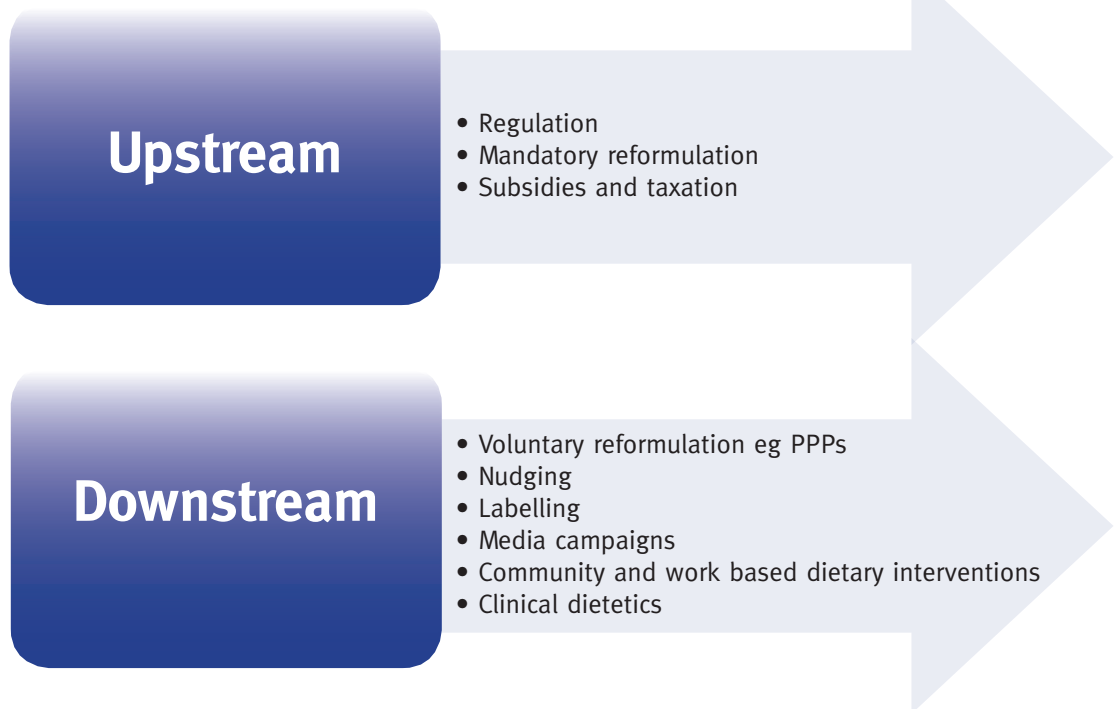 Upstream
• Regulation
• Mandatory reformulation
• Subsidies and taxation
Downstream
• Voluntary reformulation eg PPPs
• Nudging
• Labelling
• Media campaigns
• Community and work based dietary interventions
• Clinical dietetics